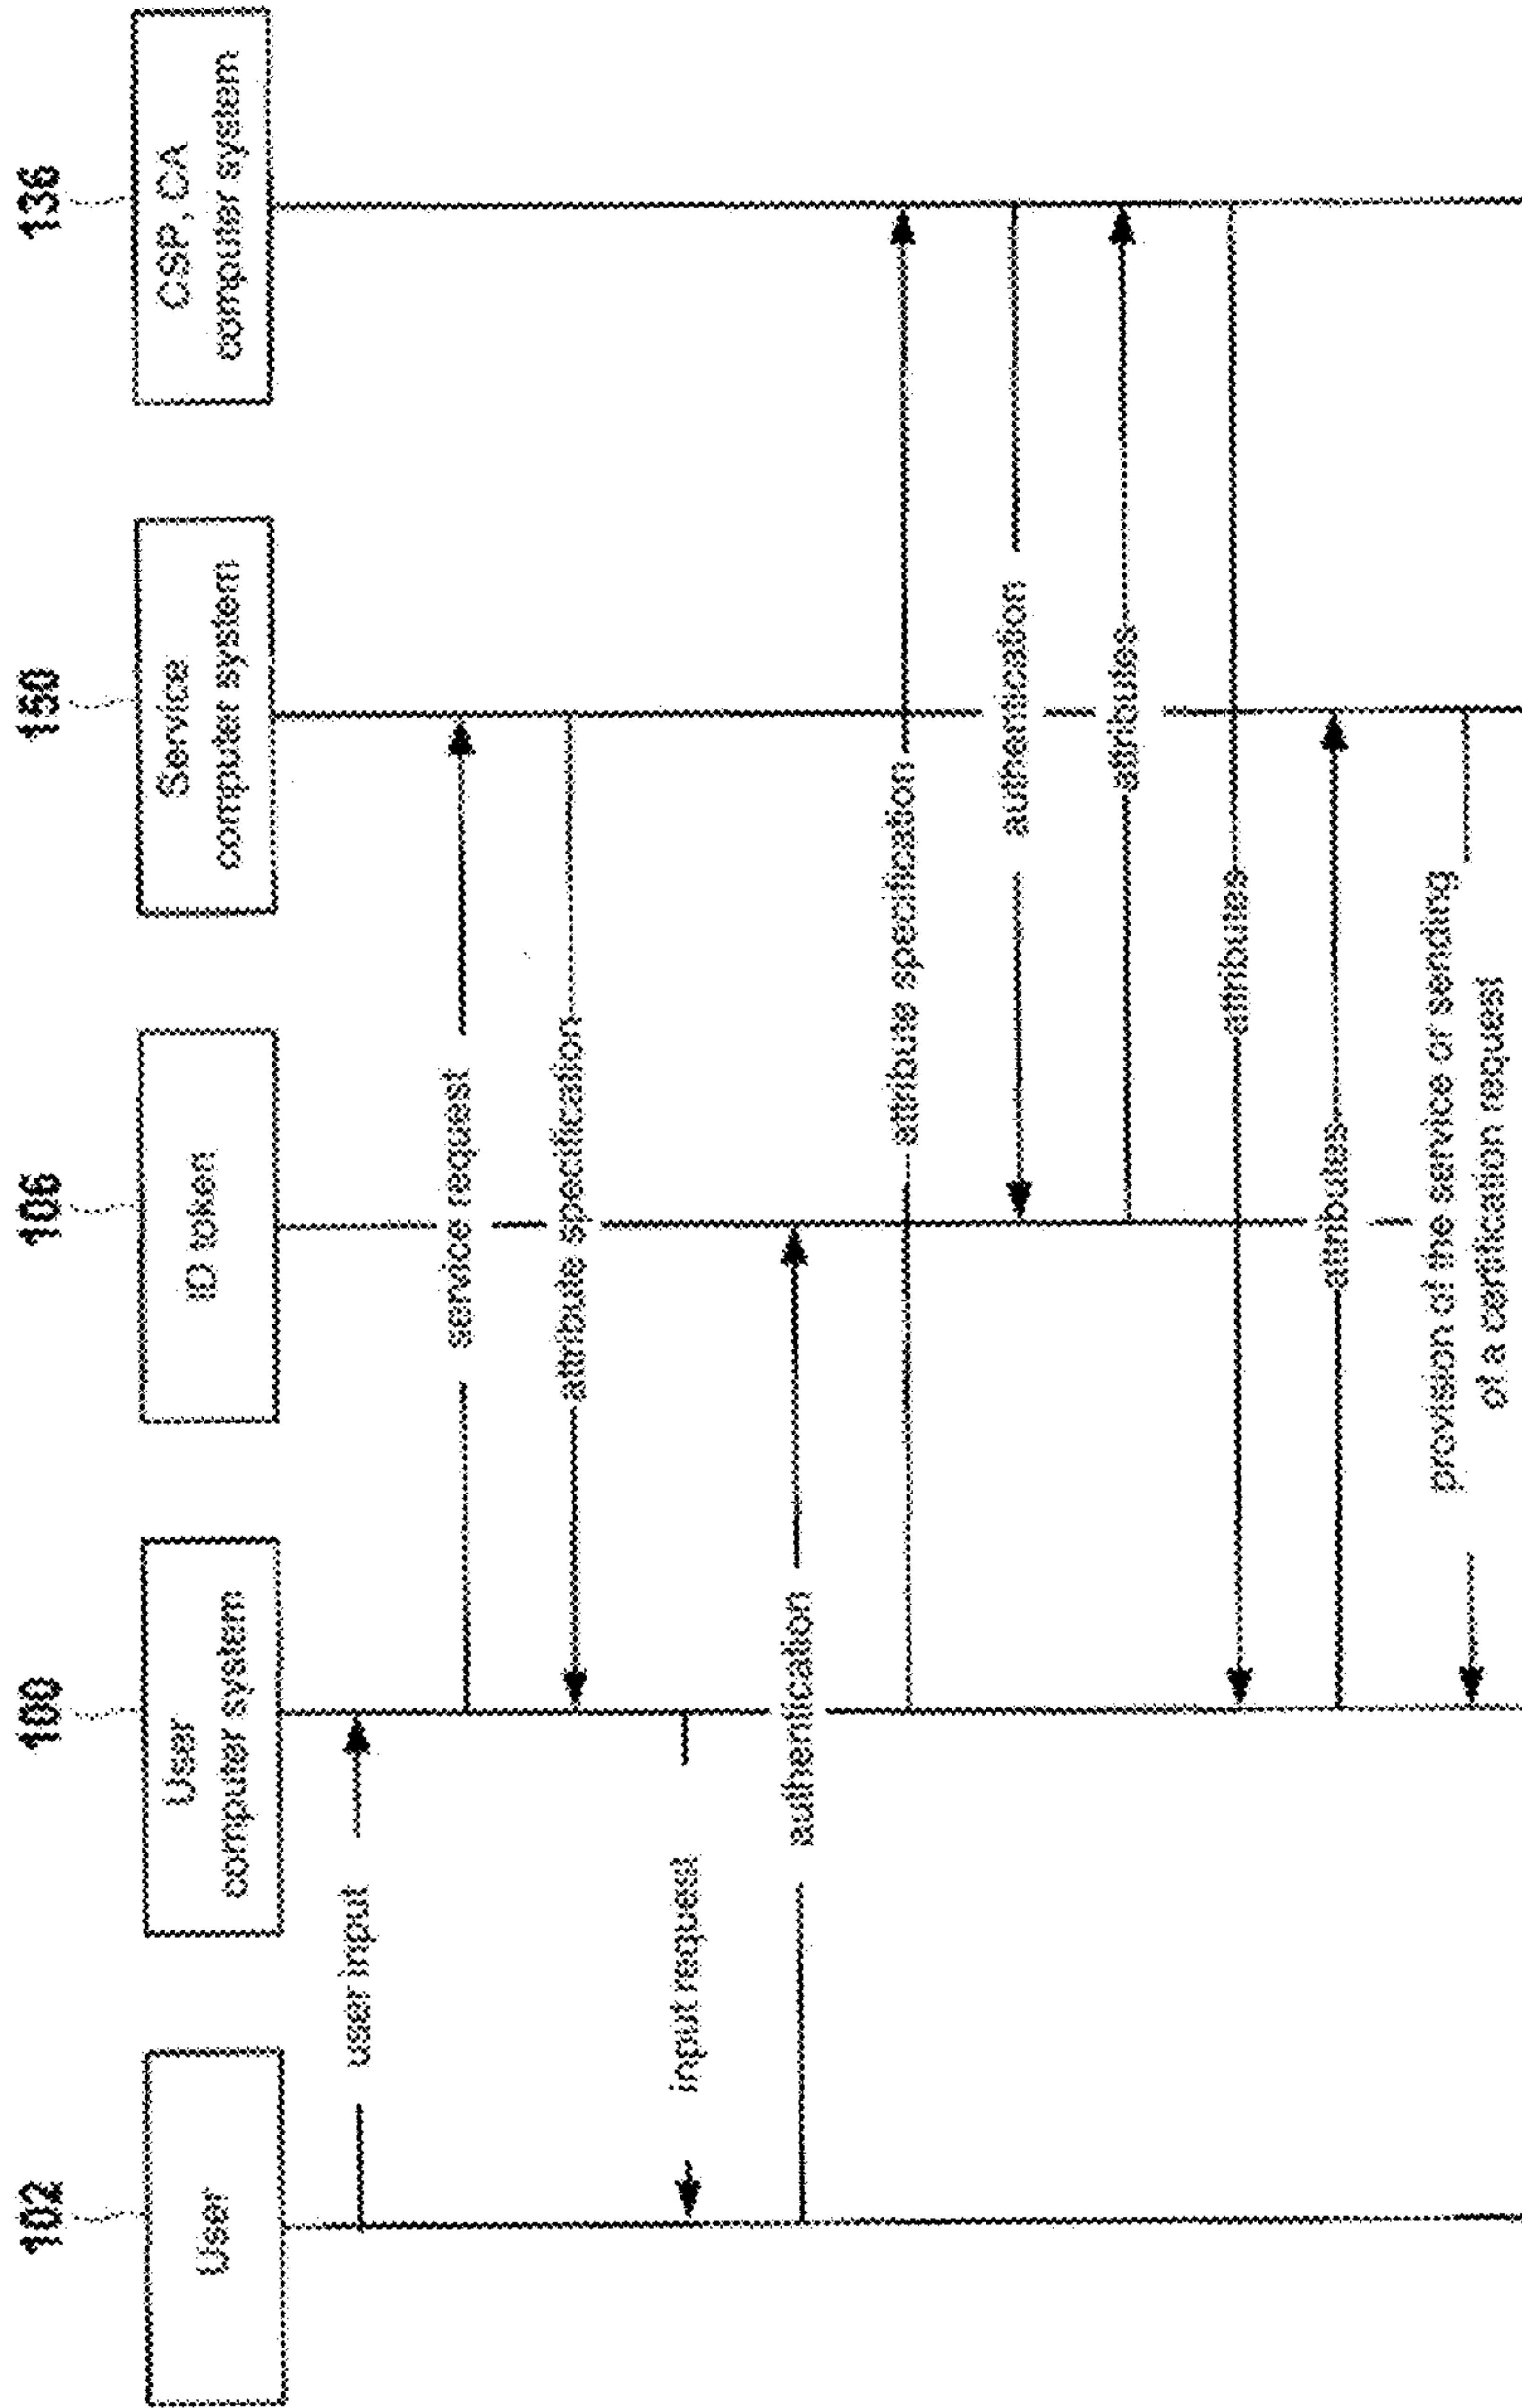 102
100
106
150
136
User
User
computer system
ID token
Service
computer system
CSP, CA
computer system
user input
service request
attribute specification
input request
authentication
attribute specification
authentication
attributes
attributes
attributes
provision of the service or sending
of a certification request